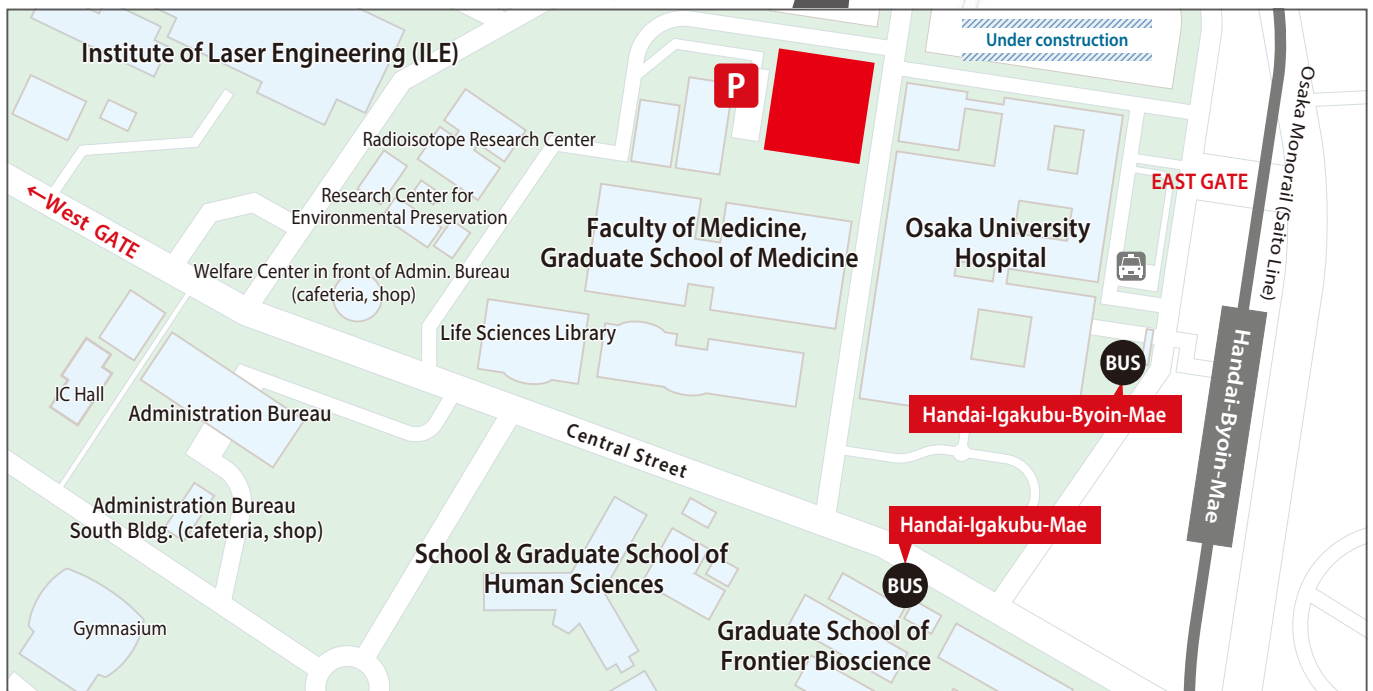 Institute of Laser Engineering (ILE)
Under construction
P
Osaka Monorail (Saito Line)
Radioisotope Research Center
EAST GATE
←West GATE
Research Center for
Environmental Preservation
Faculty of Medicine,
Graduate School of Medicine
Osaka University
Hospital
Welfare Center in front of Admin. Bureau
(cafeteria, shop)
Life Sciences Library
BUS
Handai-Byoin-Mae
IC Hall
Administration Bureau
Handai-Igakubu-Byoin-Mae
Central Street
Administration Bureau
South Bldg. (cafeteria, shop)
Handai-Igakubu-Mae
School & Graduate School of
Human Sciences
BUS
Gymnasium
Graduate School of
Frontier Bioscience